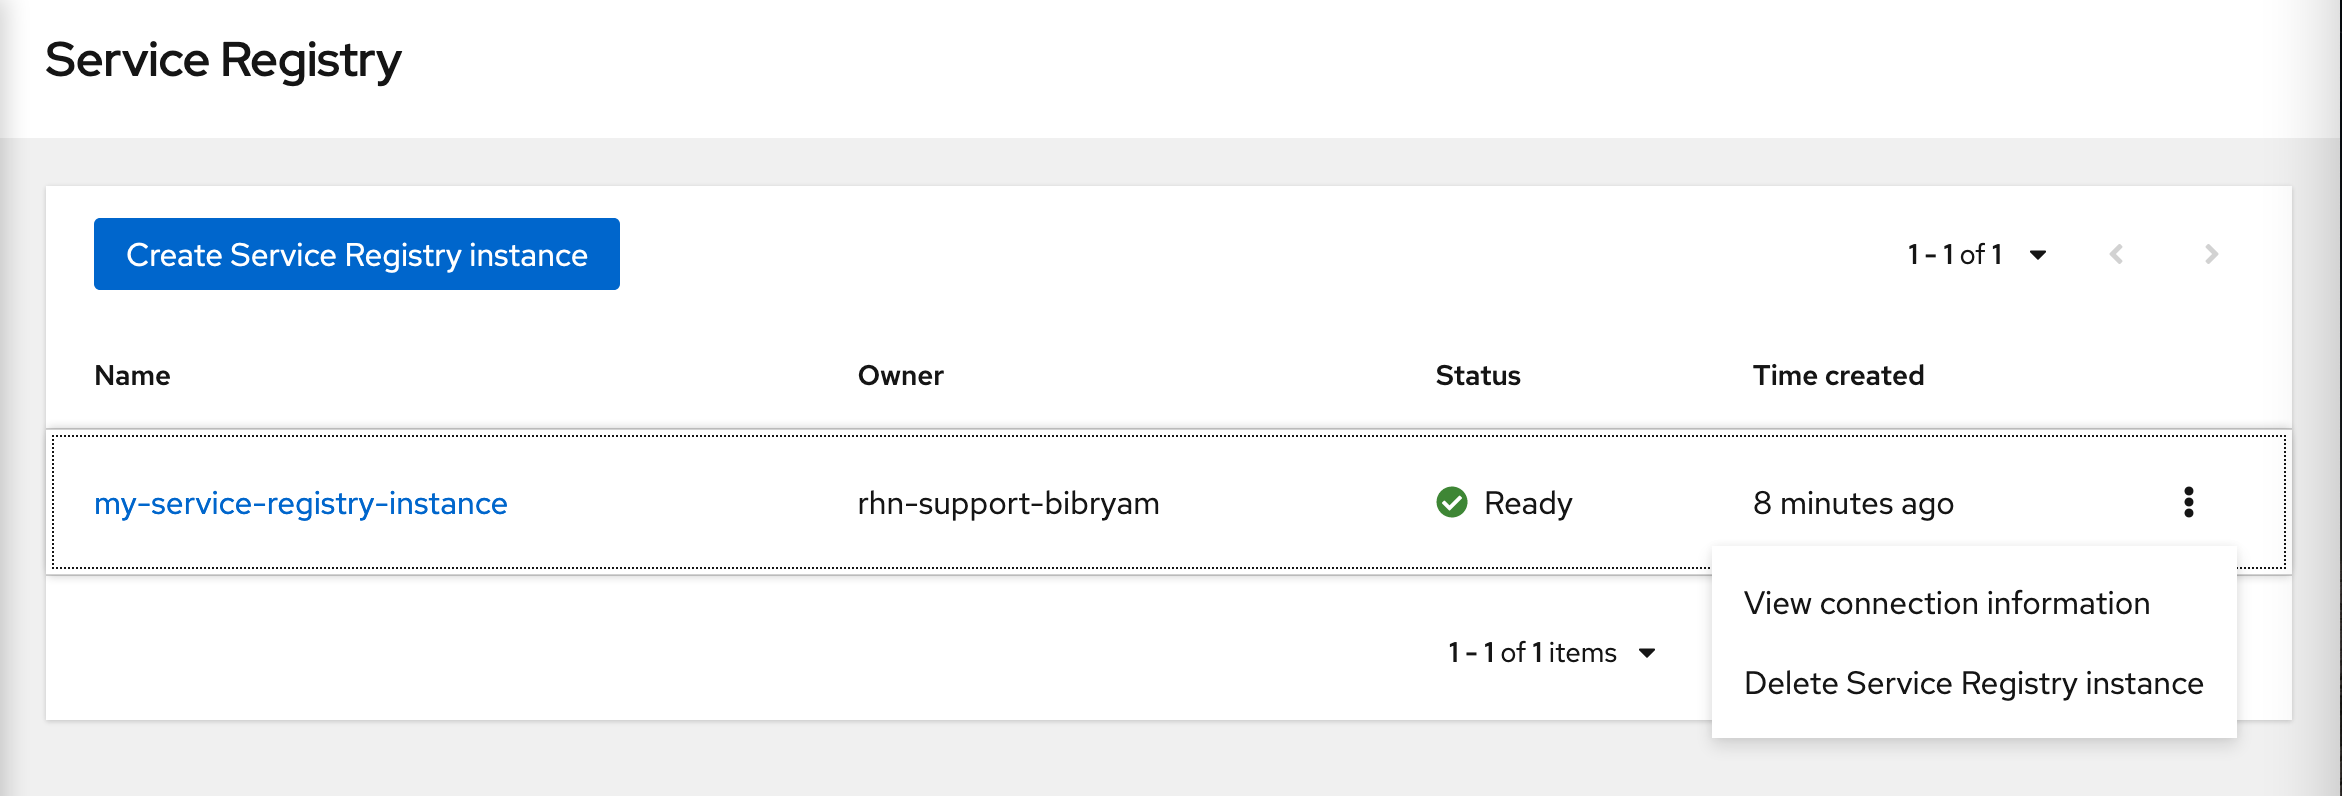 Service Registry
Create Service Registry instance
1 - 1 of 1
Name Owner Status Time created
my-service-registry-instance rhn-support-bibryam Ready 8 minutes ago
View connection information
1 - 1 of 1 items
Delete Service Registry instance